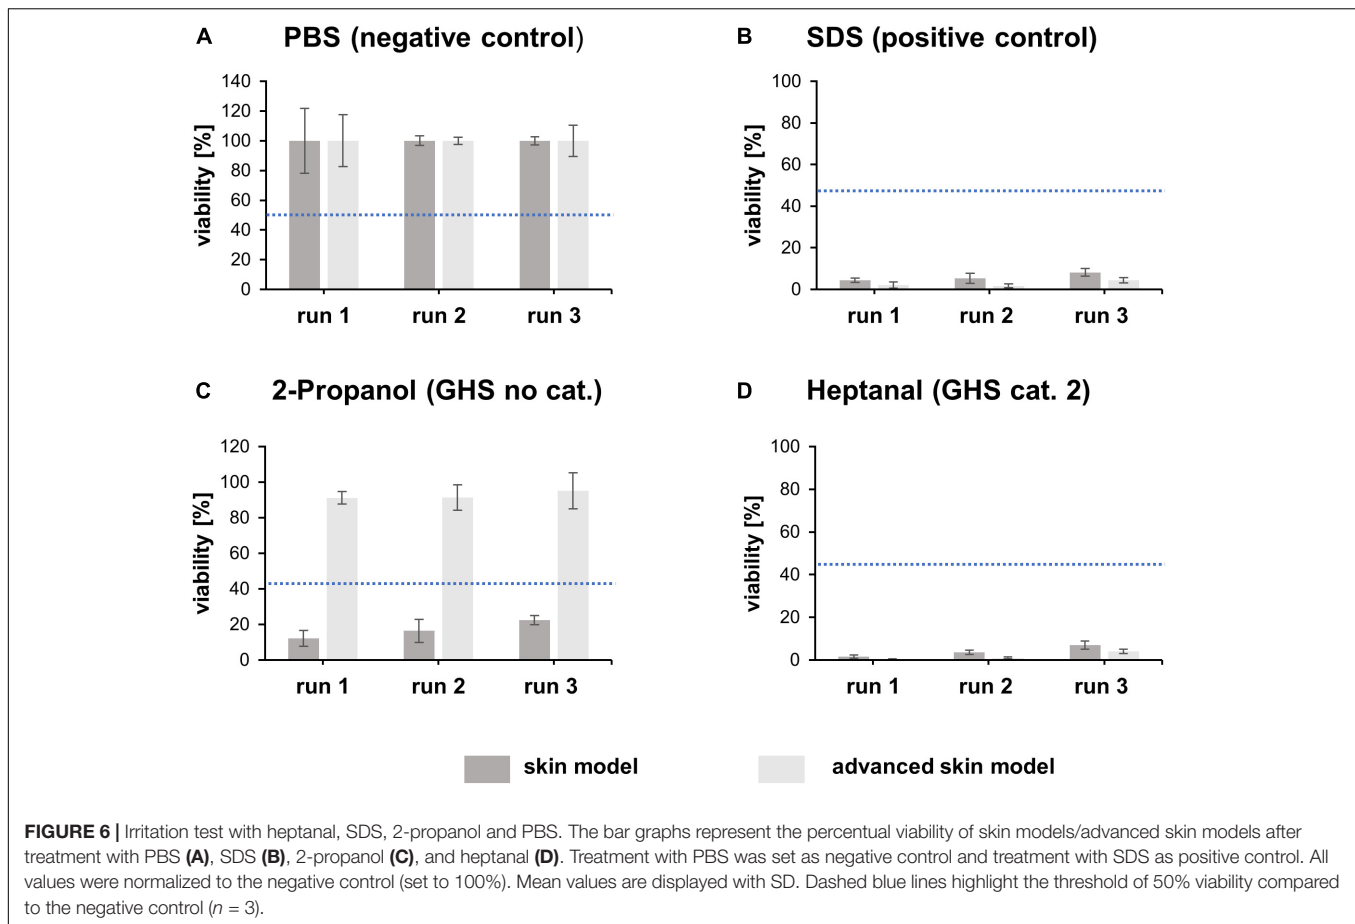 A PBS (negative control)
viability [%]
140
120
100
80
60
40
20
0
run 1 run 2 run 3
B SDS (positive control)
viability [%]
100
80
60
40
20
0
run 1 run 2 run 3
C 2-Propanol (GHS no cat.)
viability [%]
120
100
80
60
40
20
0
run 1 run 2 run 3
D Heptanal (GHS cat. 2)
viability [%]
100
80
60
40
20
0
run 1 run 2 run 3
skin model advanced skin model
FIGURE 6 | Irritation test with heptanal, SDS, 2-propanol and PBS. The bar graphs represent the percentual viability of skin models/advanced skin models after
treatment with PBS (A), SDS (B), 2-propanol (C), and heptanal (D). Treatment with PBS was set as negative control and treatment with SDS as positive control. All
values were normalized to the negative control (set to 100%). Mean values are displayed with SD. Dashed blue lines highlight the threshold of 50% viability compared
to the negative control (n = 3).